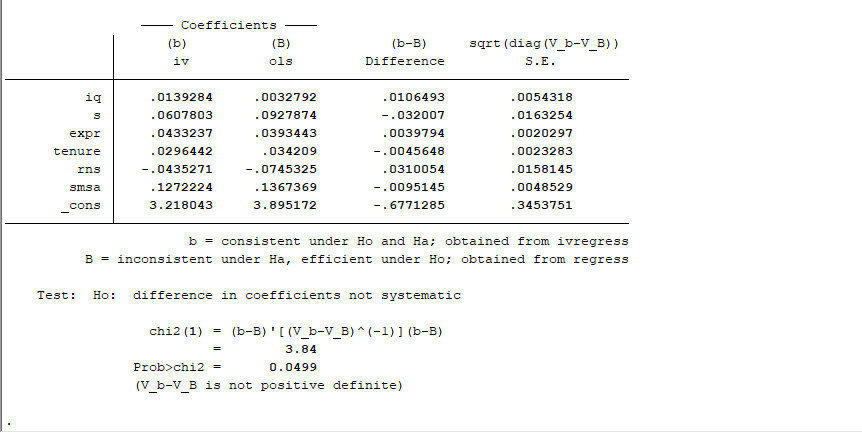 Coefficients
(b) (B) (b-B) sqrt(diag(V_b-V_B))
iv ols Difference S.E.
iq .0139284 .0032792 .0106493 .0054318
s .0607803 .0927874 -.032007 .0163254
expr .0433237 .0393443 .0039794 .0020297
tenure .0296442 .034209 -.0045648 .0023283
rns -.0435271 -.0745325 .0310054 .0158145
smsa .1272224 .1367369 -.0095145 .0048529
_cons 3.218043 3.895172 -.6771285 .3453751
b = consistent under Ho and Ha; obtained from ivregress
B = inconsistent under Ha, efficient under Ho; obtained from regress
Test: Ho: difference in coefficients not systematic
chi2(1) = (b-B)'[(V_b-V_B)^(-1)](b-B)
= 3.84
Prob>chi2 = 0.0499
(V_b-V_B is not positive definite)
.